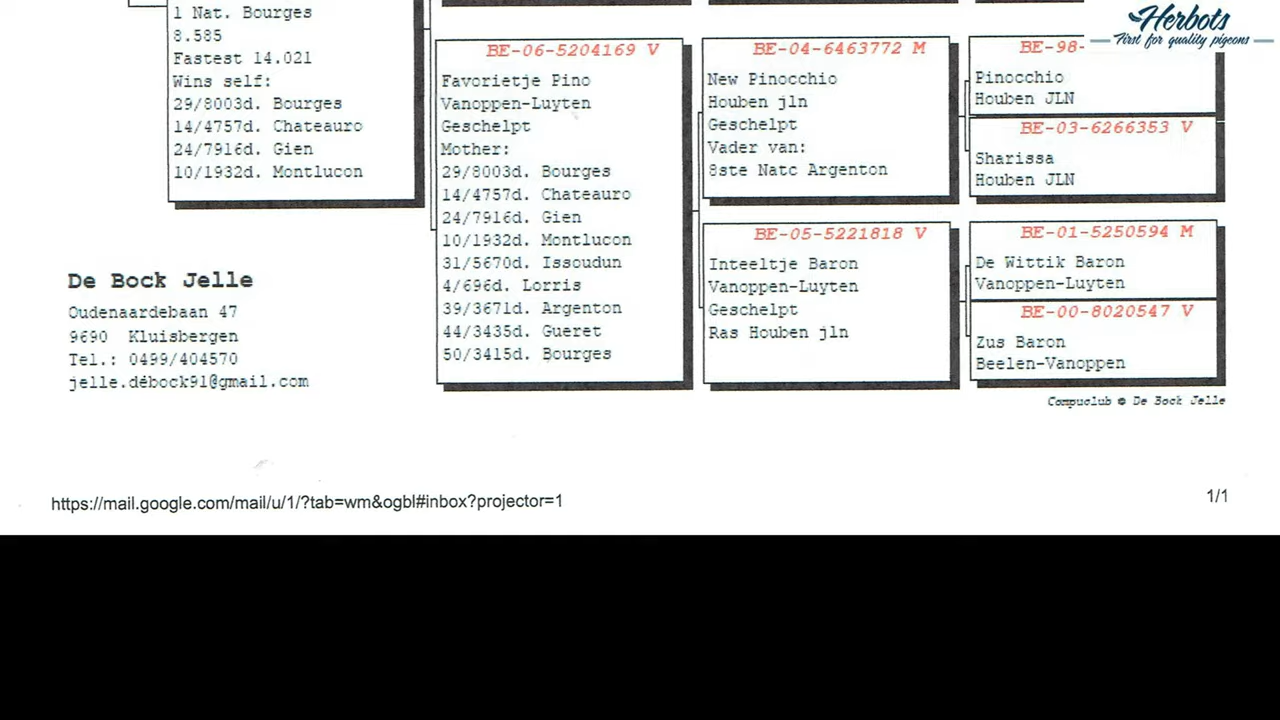 1 Nat. Bourges
8.585
Fastest 14.021
Wins self:
29/8003d. Bourges
14/4757d. Chateauro
24/7916d. Gien
10/1932d. Montlucon
BE-06-5204169 V
Favorietje Pino
Vanoppen-Luyten
Geschelpt
Mother:
29/8003d. Bourges
14/4757d. Chateauro
24/7916d. Gien
10/1932d. Montlucon
31/5670d. Issoudun
4/696d. Lorris
39/3671d. Argenton
44/3435d. Gueret
50/3415d. Bourges
BE-04-6463772 M
New Pinocchio
Houben jln
Geschelpt
Vader van:
8ste Natc Argenton
BE-05-5221818 V
Inteeltje Baron
Vanoppen-Luyten
Geschelpt
Ras Houben jln
BE-98-
Pinocchio
Houben JLN
BE-03-6266353 V
Sharissa
Houben JLN
BE-01-5250594 M
De Wittik Baron
Vanoppen-Luyten
BE-00-8020547 V
Zus Baron
Beelen-Vanoppen
Herbots
First for quality pigeons
De Bock Jelle
Oudenaardebaan 47
9690 Kluisbergen
Tel.: 0499/404570
jelle.débock91@gmail.com
Compuclub © De Bock Jelle
https://mail.google.com/mail/u/1/?tab=wm&ogbl#inbox?projector=1
1/1